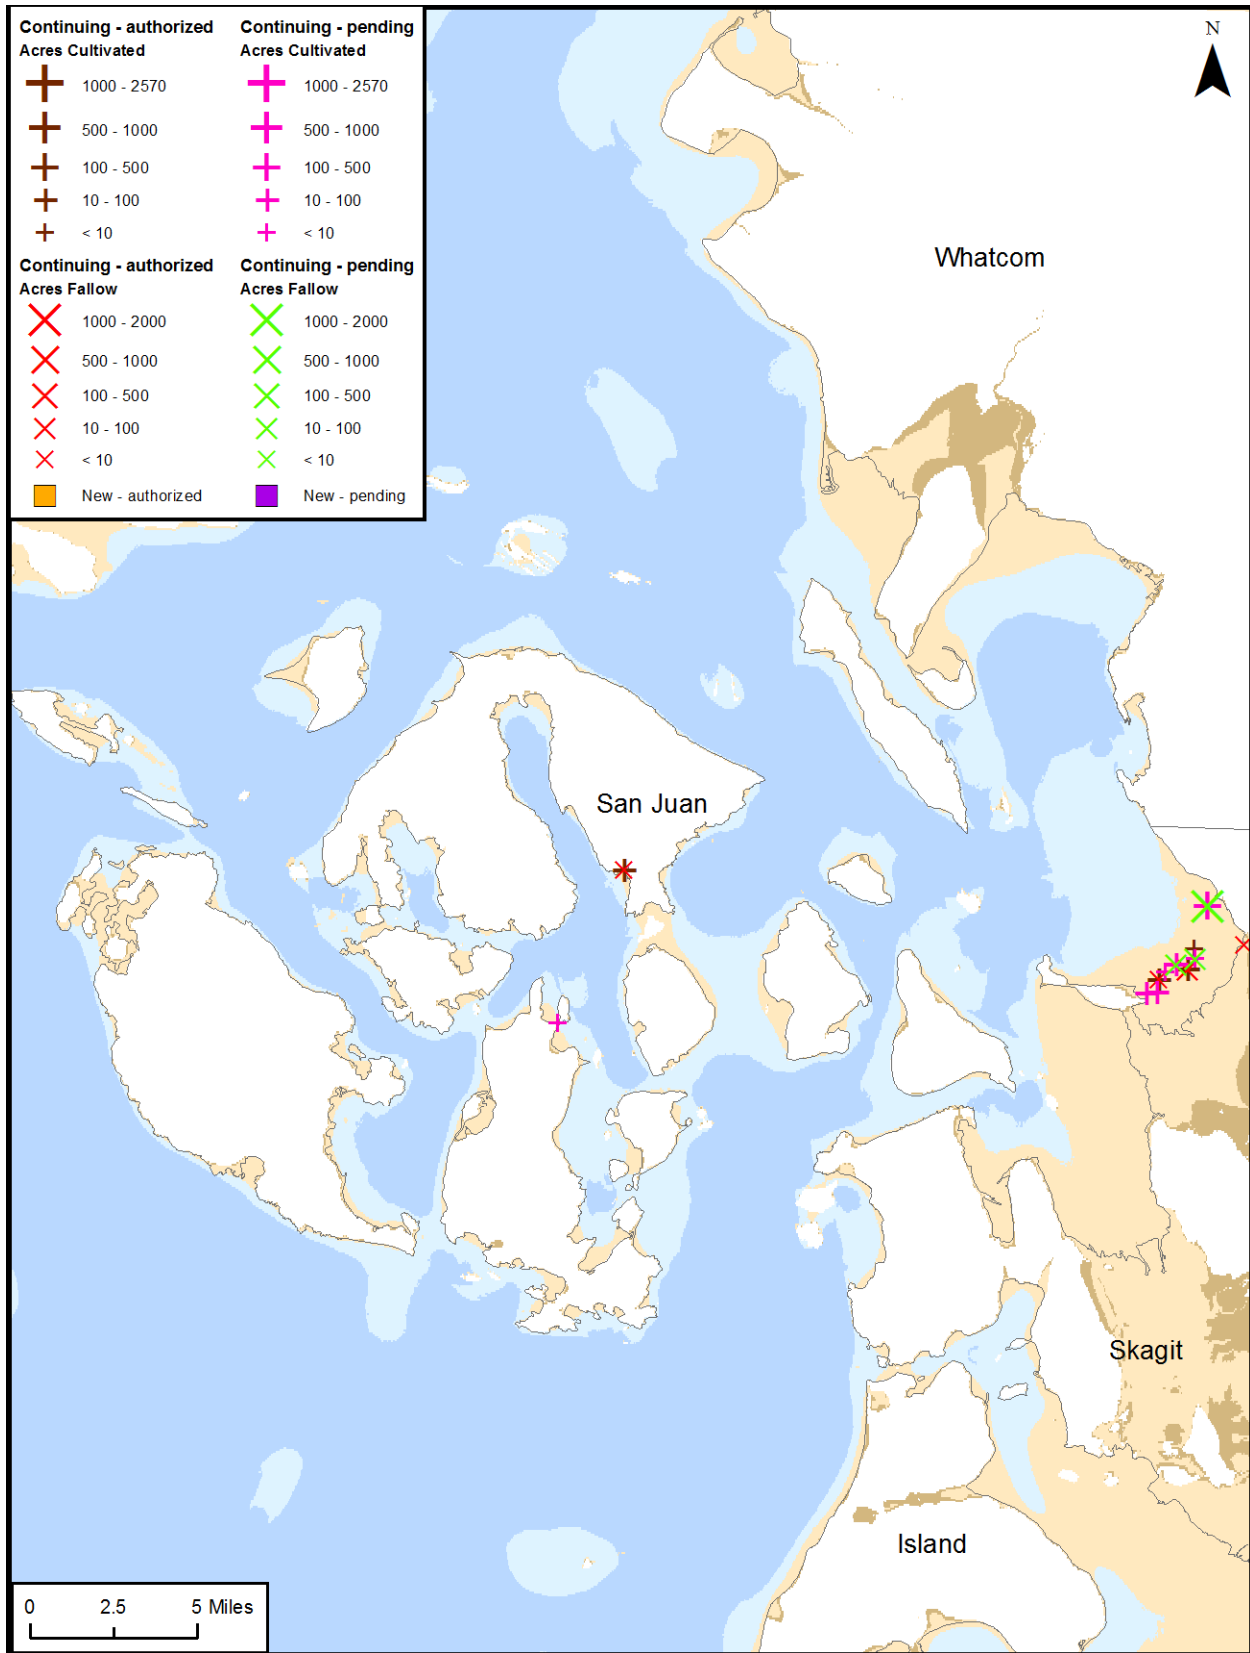 Continuing - authorized
Acres Cultivated
1000 - 2570
500 - 1000
100 - 500
10 - 100
< 10
Continuing - pending
Acres Cultivated
1000 - 2570
500 - 1000
100 - 500
10 - 100
< 10
Continuing - authorized
Acres Fallow
1000 - 2000
500 - 1000
100 - 500
10 - 100
< 10
New - authorized
Continuing - pending
Acres Fallow
1000 - 2000
500 - 1000
100 - 500
10 - 100
< 10
New - pending
N
Whatcom
San Juan
Skagit
Island
0 2.5 5 Miles